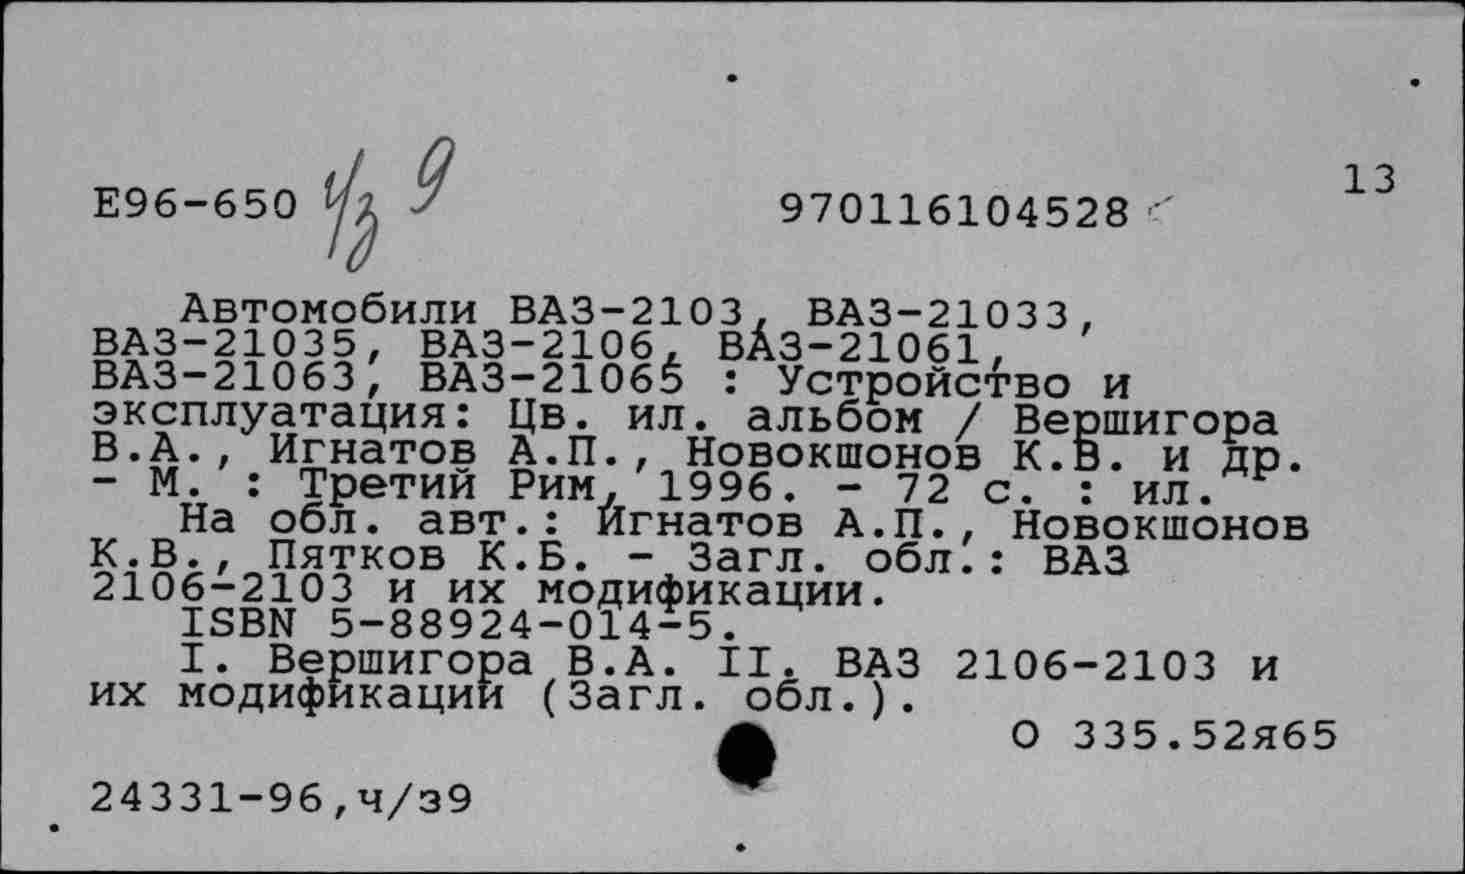 13
Е96-650 ч/з 9 970116104528
Автомобили ВАЗ-2103, ВАЗ-21033,
ВАЗ-21035, ВАЗ-2106, ВАЗ-21061,
ВАЗ-21063, ВАЗ-21065 : Устройство и
эксплуатация: Цв. ил. альбом / Вершигора
В.А., Игнатов А.П., Новокшонов К.В. и др.
- М. : Третий Рим, 1996. - 72 с. : ил.
На обл. авт.: Игнатов А.П., Новокшонов
К.В., Пятков К.Б. - Загл. обл.: ВАЗ
2106-2103 и их модификации.
ISBN 5-88924-014-5.
I. Вершигора В.А. II. ВАЗ 2106-2103 и
их модификации (Загл. обл.).
О 335.52я65
24331-96,ч/з9